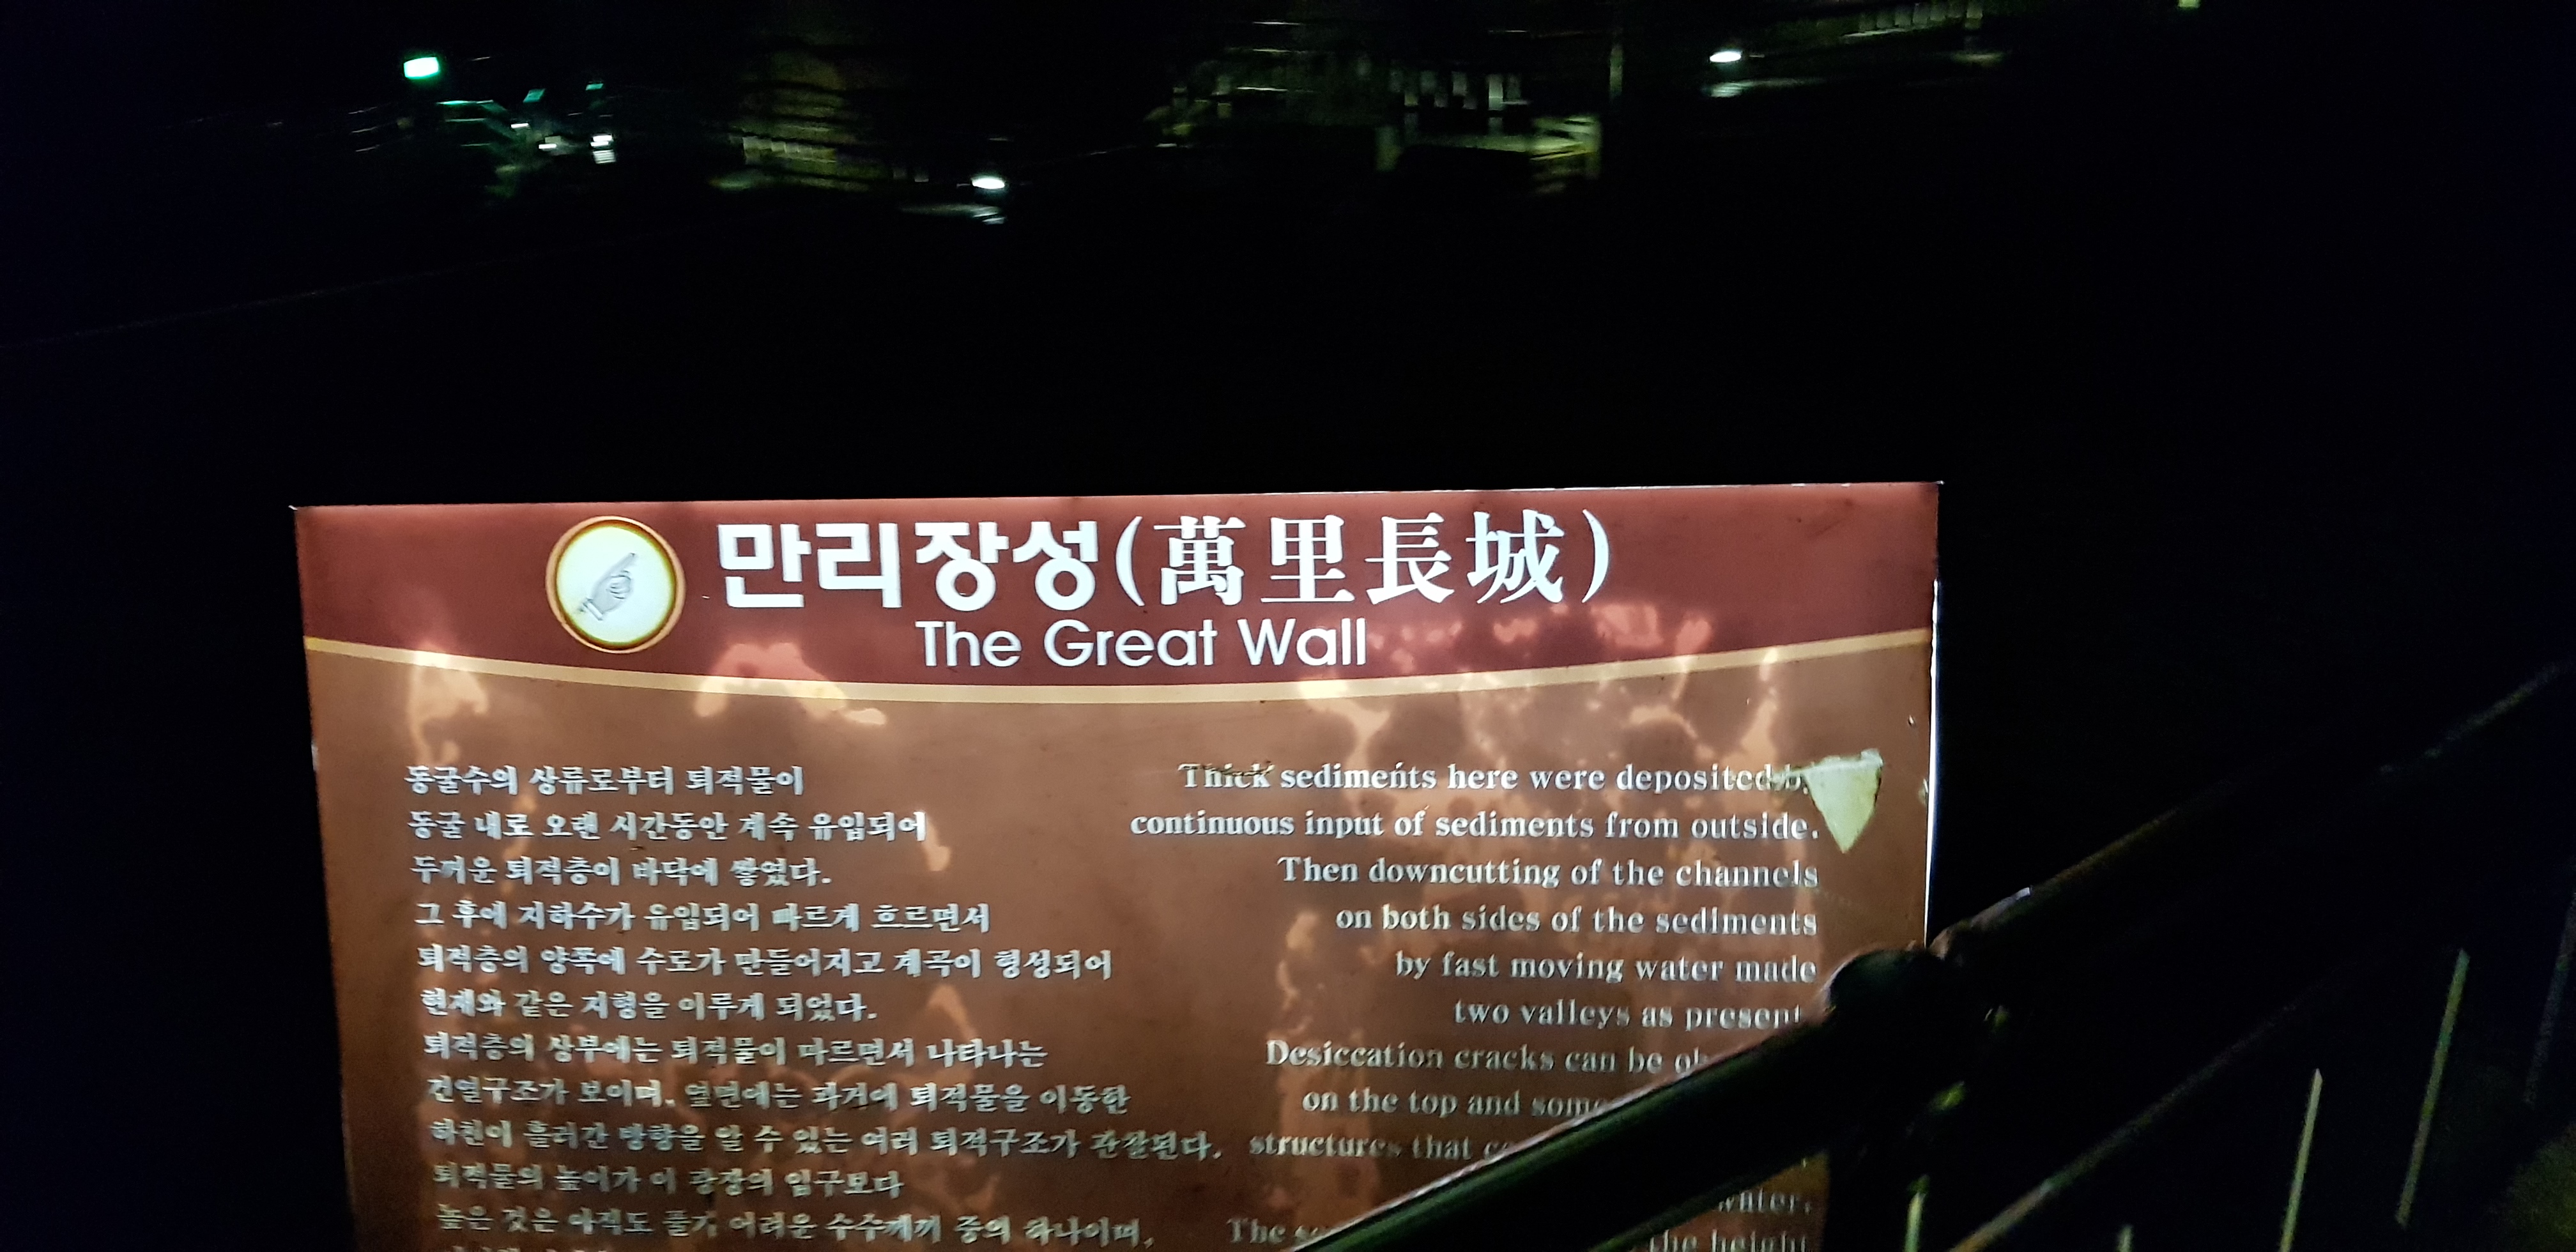 만리장성(萬里長城)
The Great Wall
동굴수의 상류로부터 퇴적물이
동굴 내로 오랜 시간동안 계속 유입되어
두꺼운 퇴적층이 바닥에 쌓였다.
그 후에 지하수가 유입되어 빠르게 흐르면서
퇴적층의 양쪽에 수로가 만들어지고 계곡이 형성되어
현재와 같은 지형을 이루게 되었다.
퇴적층의 상부에는 퇴적물이 마르면서 나타나는
건열구조가 보이며, 옆면에는 과거에 퇴적물을 이동한
하천이 흘러간 방향을 알 수 있는 여러 퇴적구조가 관찰된다.
퇴적물의 높이가 이 광장의 입구보다
높은 것은 아직도 풀기 어려운 수수께끼 중의 하나이며,
Thick sediments here were deposited
continuous input of sediments from outside.
Then downcutting of the channels
on both sides of the sediments
by fast moving water made
two valleys as present.
Desiccation cracks can be
on the top and some
structures that
water.
The
the height